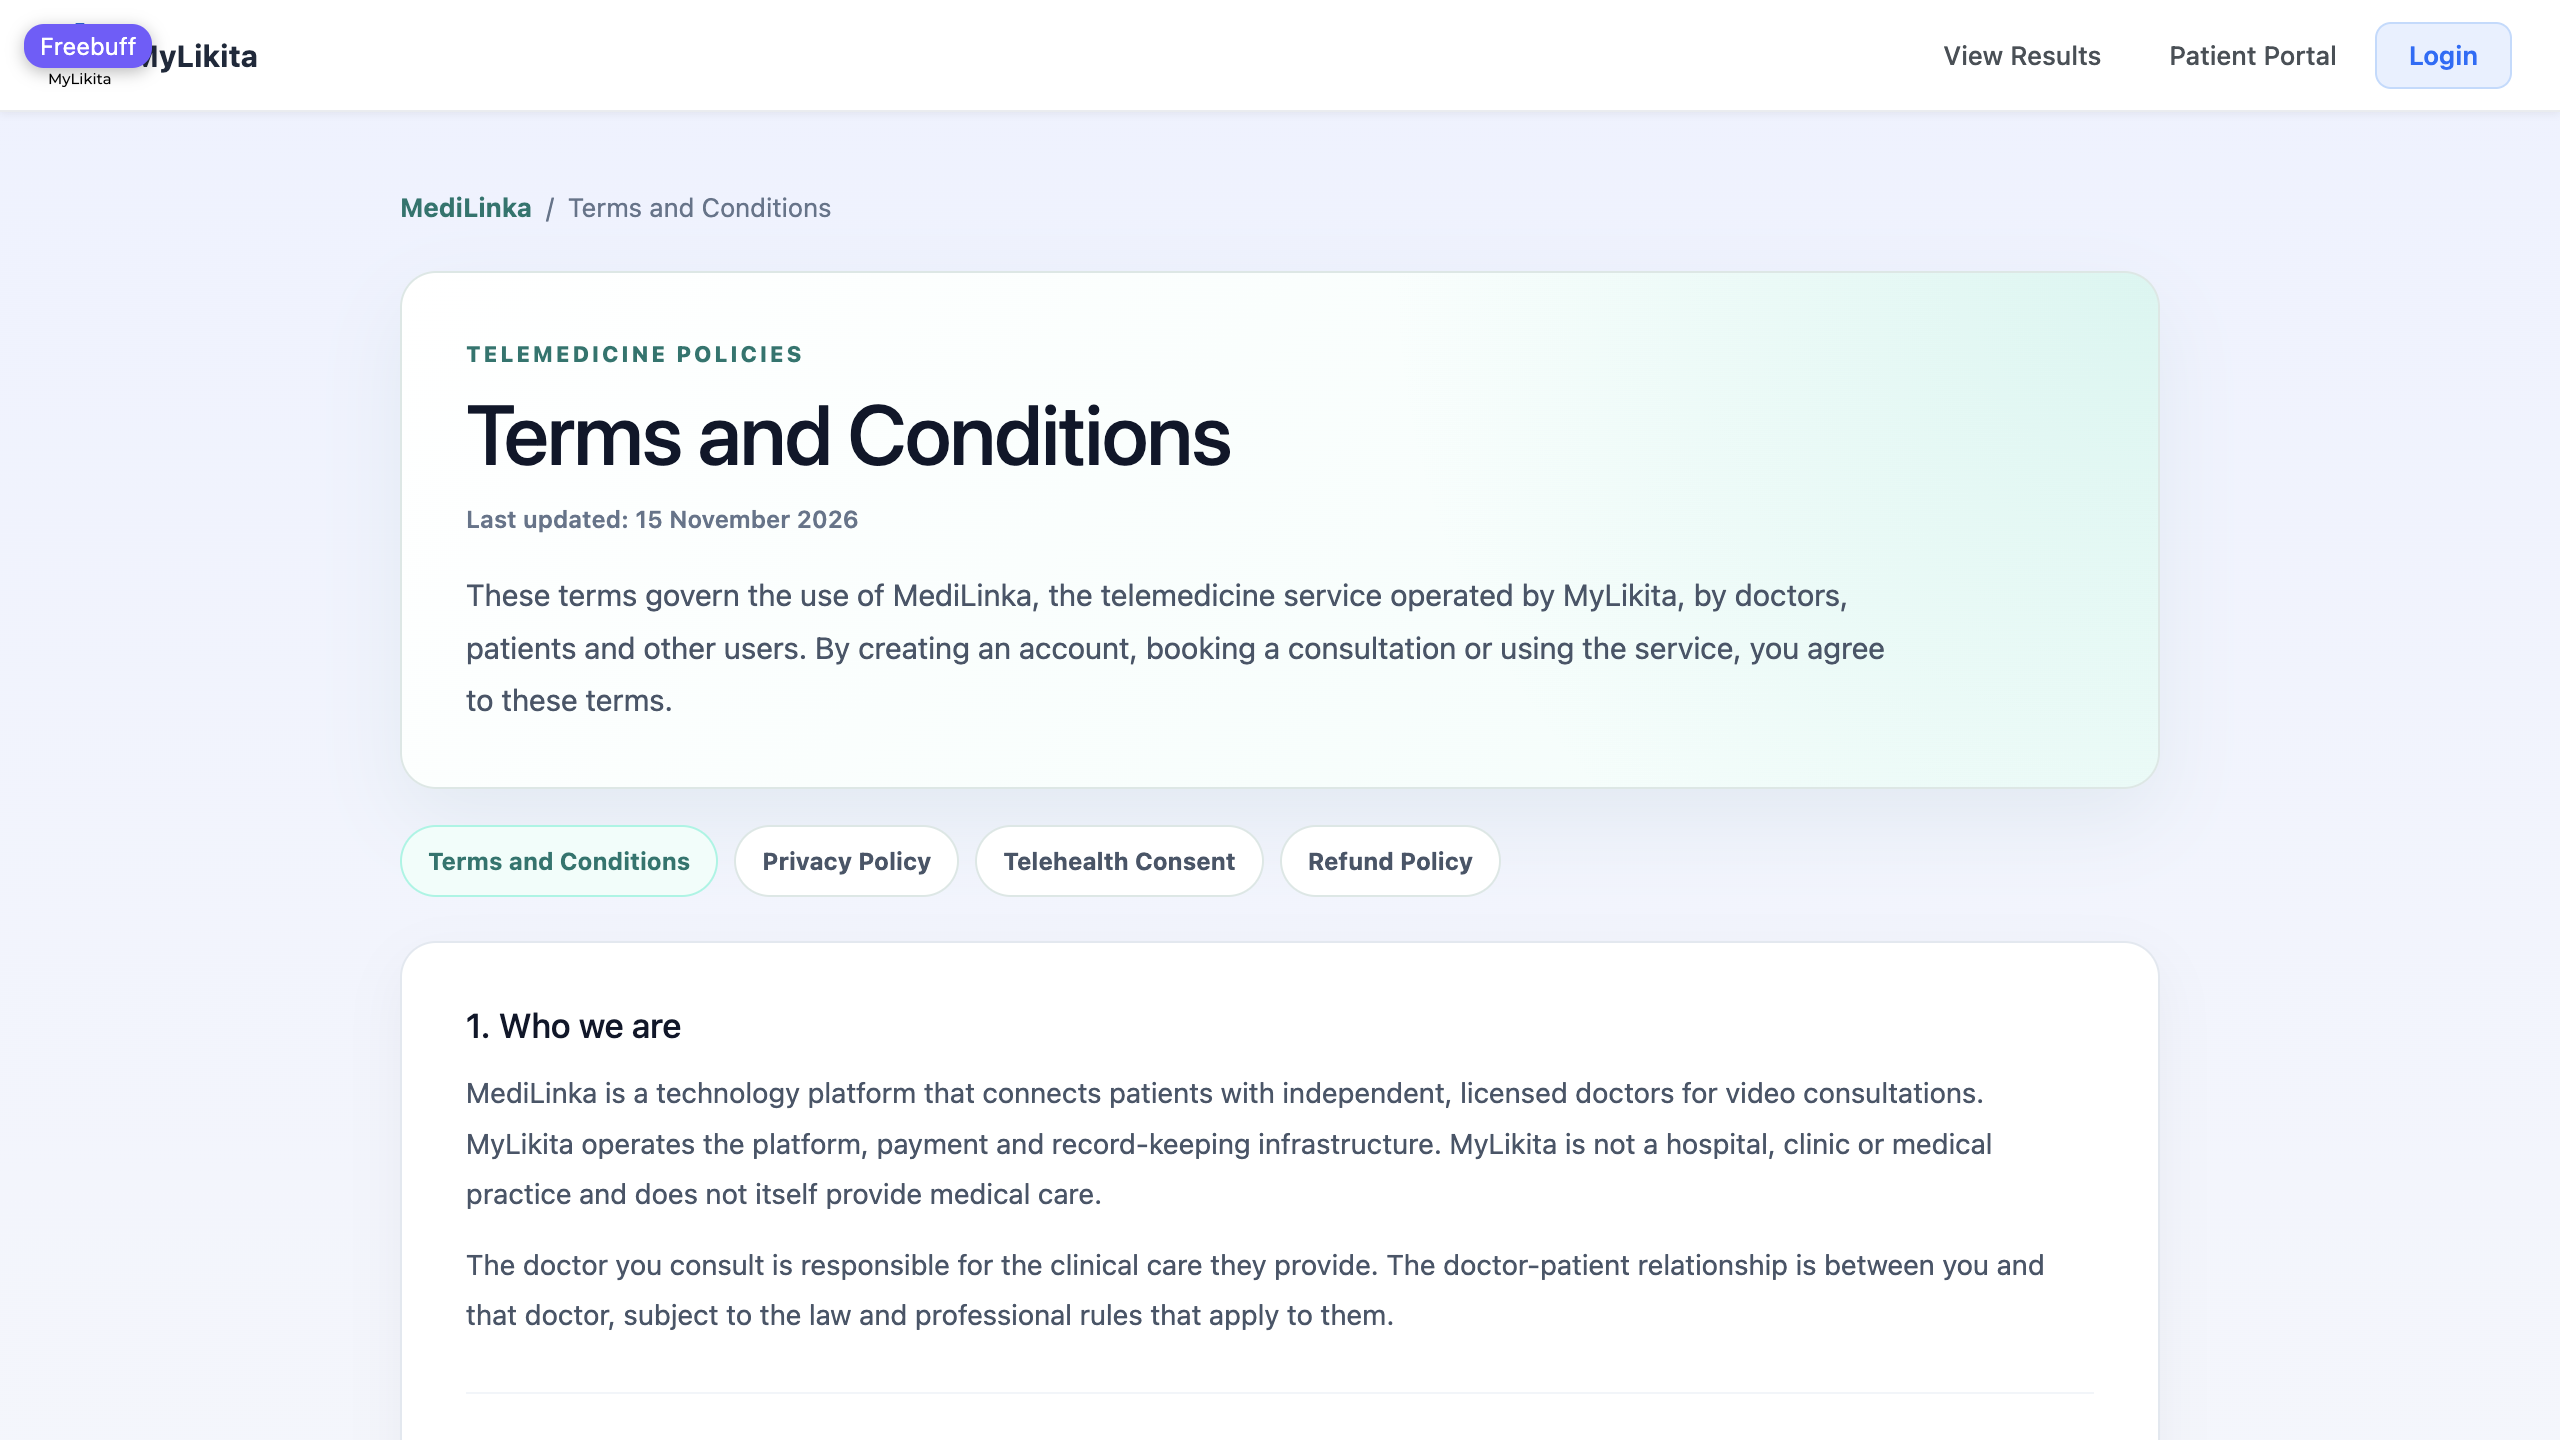 Freebuff
MyLikita
MyLikita
View Results
Patient Portal
Login
MediLinka / Terms and Conditions
TELEMEDICINE POLICIES
Terms and Conditions
Last updated: 15 November 2026
These terms govern the use of MediLinka, the telemedicine service operated by MyLikita, by doctors,
patients and other users. By creating an account, booking a consultation or using the service, you agree
to these terms.
Terms and Conditions
Privacy Policy
Telehealth Consent
Refund Policy
1. Who we are
MediLinka is a technology platform that connects patients with independent, licensed doctors for video consultations.
MyLikita operates the platform, payment and record-keeping infrastructure. MyLikita is not a hospital, clinic or medical
practice and does not itself provide medical care.
The doctor you consult is responsible for the clinical care they provide. The doctor-patient relationship is between you and
that doctor, subject to the law and professional rules that apply to them.